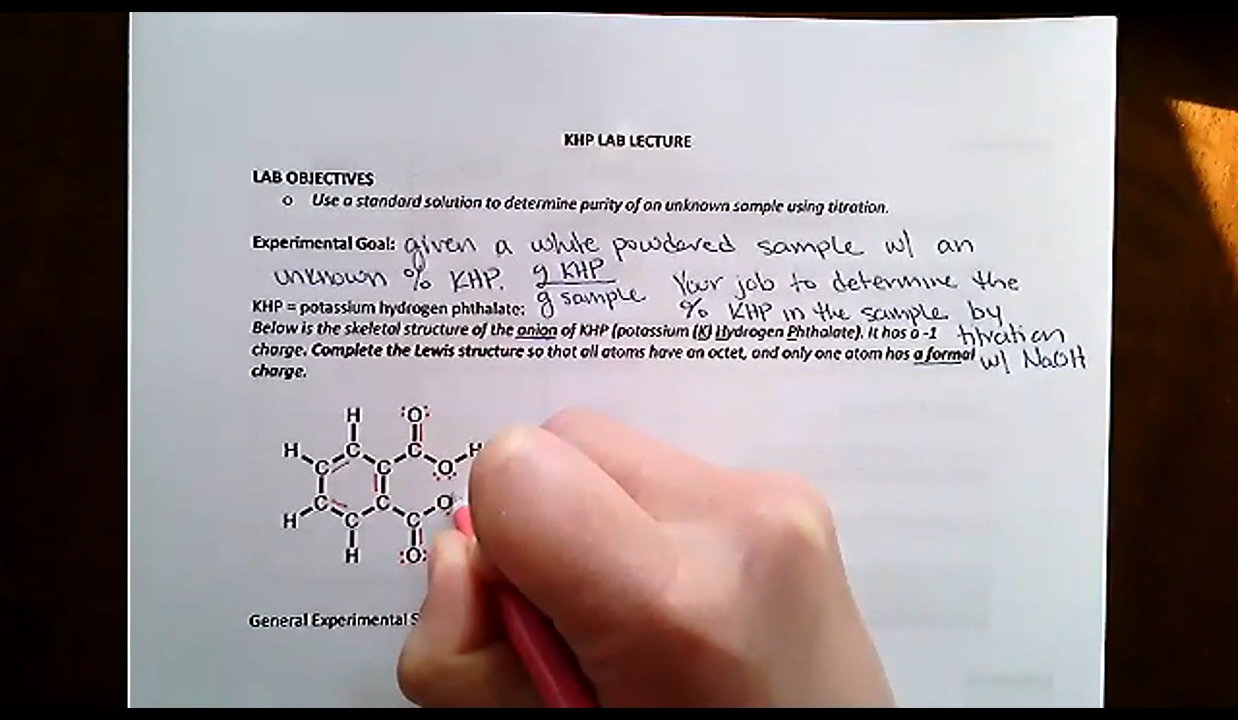 KHP LAB LECTURE
LAB OBJECTIVES
o Use a standard solution to determine purity of an unknown sample using titration.
Experimental Goal: given a white powdered sample w/ an
unknown % KHP. g KHP / g sample Your job to determine the
KHP = potassium hydrogen phthalate: % KHP in the sample by
Below is the skeletal structure of the anion of KHP (potassium (K) Hydrogen Phthalate). It has a -1 titration
charge. Complete the Lewis structure so that all atoms have an octet, and only one atom has a formal w/ NaOH
charge.
H :O:
H C C H
C C O
C C O
H C C
H :O:
General Experimental